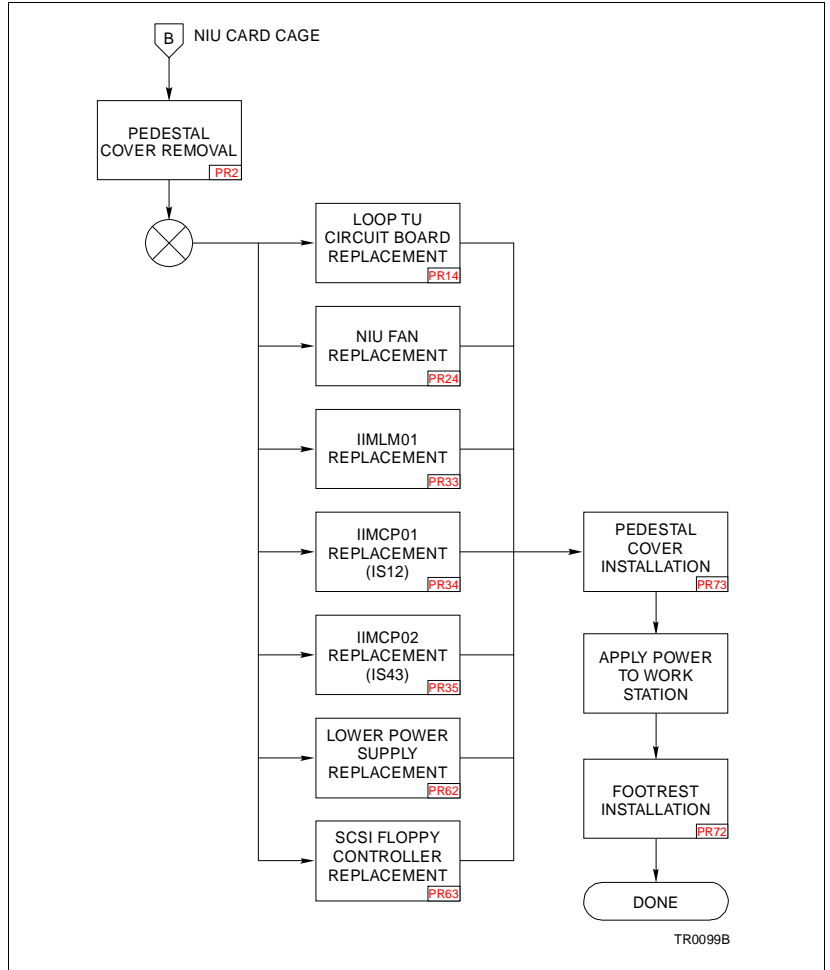 B
NIU CARD CAGE
PEDESTAL
COVER REMOVAL
PR2
LOOP TU
CIRCUIT BOARD
REPLACEMENT
PR14
NIU FAN
REPLACEMENT
PR24
IIMLM01
REPLACEMENT
PR33
IIMCP01
REPLACEMENT
(IS12)
PR34
IIMCP02
REPLACEMENT
(IS43)
PR35
LOWER POWER
SUPPLY
REPLACEMENT
PR62
SCSI FLOPPY
CONTROLLER
REPLACEMENT
PR63
PEDESTAL
COVER
INSTALLATION
PR73
APPLY POWER
TO WORK
STATION
FOOTREST
INSTALLATION
PR72
DONE
TR0099B